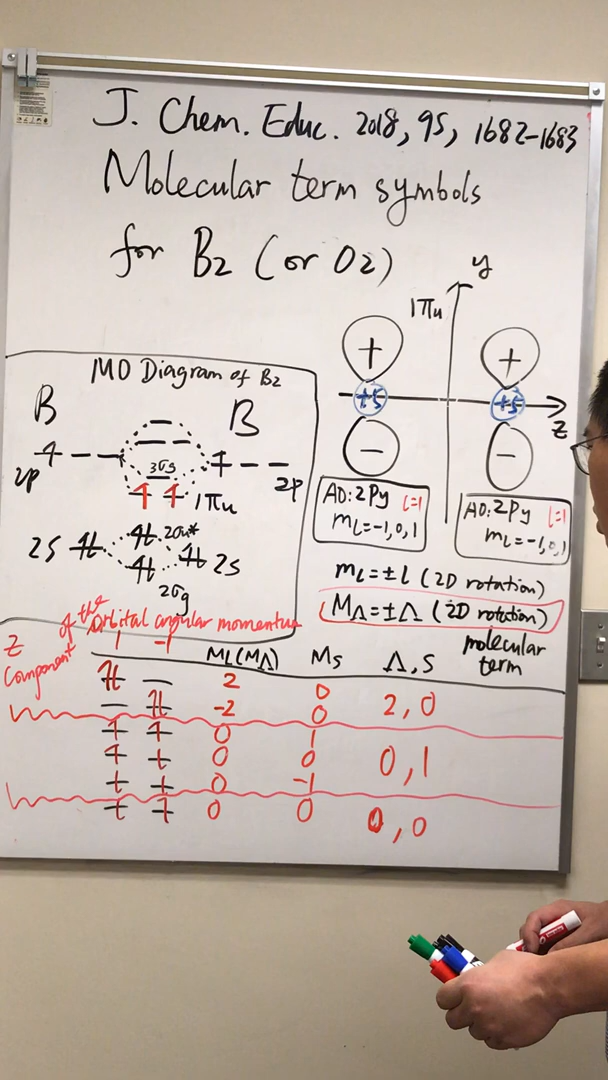 J. Chem. Educ. 2018, 95, 1682-1683
Molecular term symbols
for B2 (or O2)
y
1πu
+ +
+5 +5
z
− −
AO: 2Py l=1
mL=-1,0,1
AO: 2Py l=1
mL=-1,0,1
mL=±l (2D rotation)
MΛ=±Λ (2D rotation)
molecular
term
MO Diagram of B2
B B
2p 2p
3σg
1πu
2σu*
2S 2S
2σg
Z component of the orbital angular momentum
1 -1 ML(MΛ) Ms Λ, S
2 0
-2 0 2, 0
0 1
0 0 0, 1
0 -1
0 0 0, 0